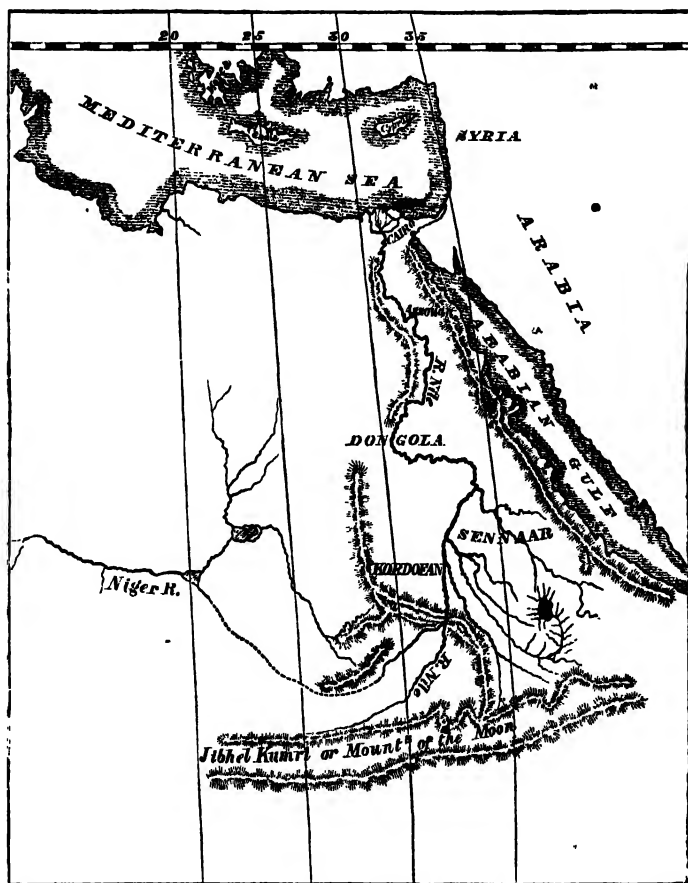 20 25 30 35
MEDITERRANEAN SEA
SYRIA
ARABIA
CAIRO
R. Nile
ARABIAN GULF
DONGOLA
SENNAAR
KORDOFAN
Niger R.
R. Nile
Jibhel Kumri or Mount.s of the Moon